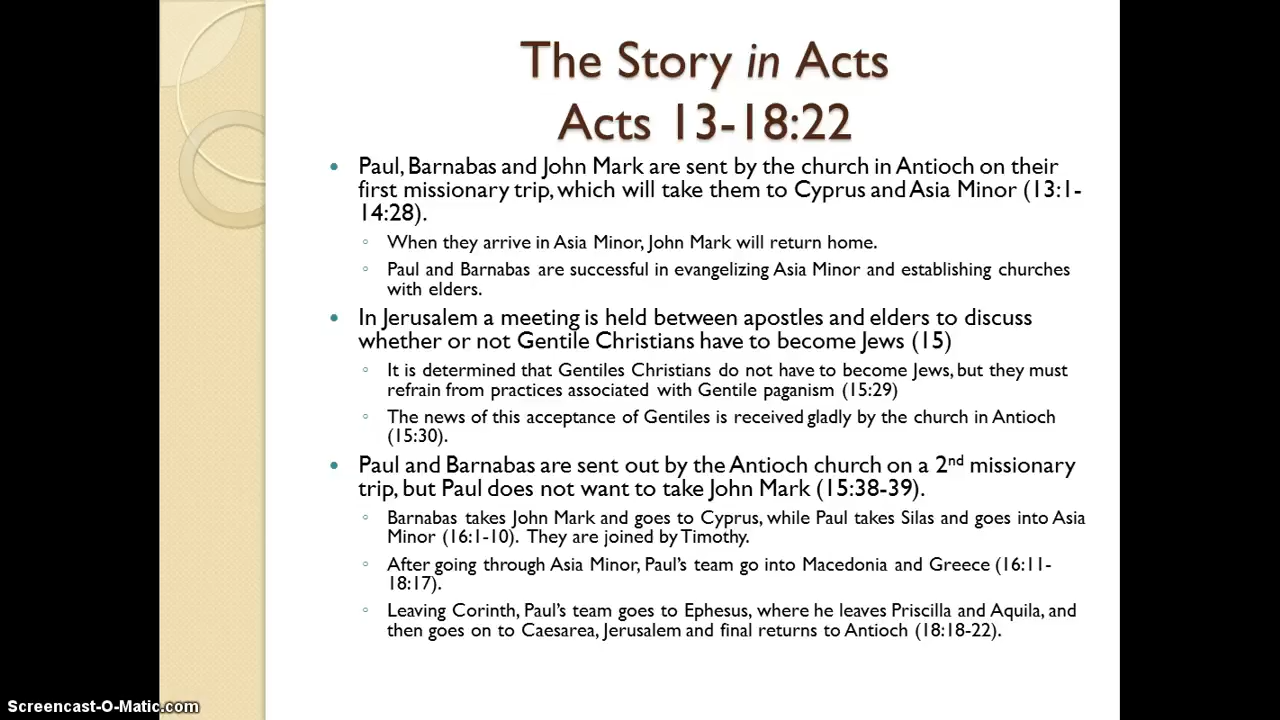 The Story in Acts
Acts 13-18:22
• Paul, Barnabas and John Mark are sent by the church in Antioch on their
first missionary trip, which will take them to Cyprus and Asia Minor (13:1-
14:28).
◦ When they arrive in Asia Minor, John Mark will return home.
◦ Paul and Barnabas are successful in evangelizing Asia Minor and establishing churches
with elders.
• In Jerusalem a meeting is held between apostles and elders to discuss
whether or not Gentile Christians have to become Jews (15)
◦ It is determined that Gentiles Christians do not have to become Jews, but they must
refrain from practices associated with Gentile paganism (15:29)
◦ The news of this acceptance of Gentiles is received gladly by the church in Antioch
(15:30).
• Paul and Barnabas are sent out by the Antioch church on a 2nd missionary
trip, but Paul does not want to take John Mark (15:38-39).
◦ Barnabas takes John Mark and goes to Cyprus, while Paul takes Silas and goes into Asia
Minor (16:1-10). They are joined by Timothy.
◦ After going through Asia Minor, Paul's team go into Macedonia and Greece (16:11-
18:17).
◦ Leaving Corinth, Paul's team goes to Ephesus, where he leaves Priscilla and Aquila, and
then goes on to Caesarea, Jerusalem and final returns to Antioch (18:18-22).
Screencast-O-Matic.com